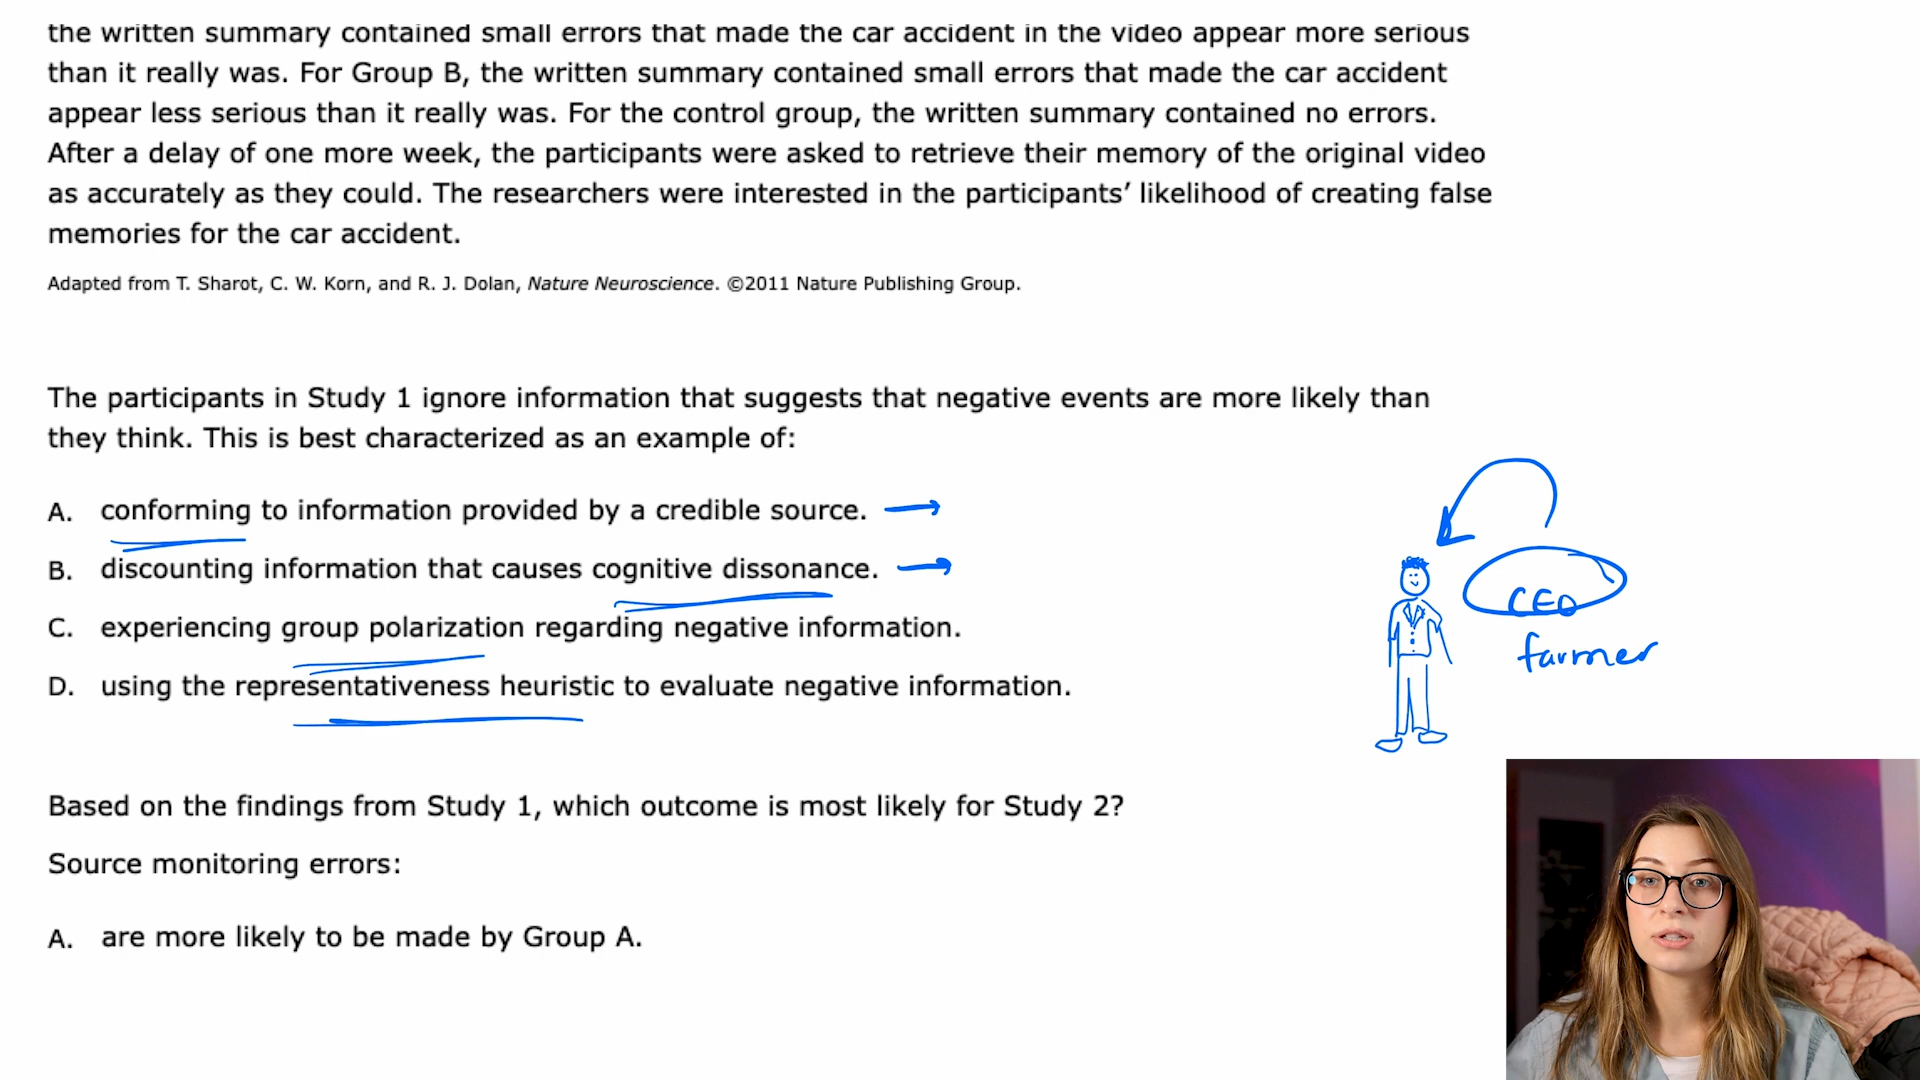 the written summary contained small errors that made the car accident in the video appear more serious
than it really was. For Group B, the written summary contained small errors that made the car accident
appear less serious than it really was. For the control group, the written summary contained no errors.
After a delay of one more week, the participants were asked to retrieve their memory of the original video
as accurately as they could. The researchers were interested in the participants’ likelihood of creating false
memories for the car accident.
Adapted from T. Sharot, C. W. Korn, and R. J. Dolan, Nature Neuroscience. ©2011 Nature Publishing Group.
The participants in Study 1 ignore information that suggests that negative events are more likely than
they think. This is best characterized as an example of:
A. conforming to information provided by a credible source.
B. discounting information that causes cognitive dissonance.
C. experiencing group polarization regarding negative information.
D. using the representativeness heuristic to evaluate negative information.
CEO
farmer
Based on the findings from Study 1, which outcome is most likely for Study 2?
Source monitoring errors:
A. are more likely to be made by Group A.